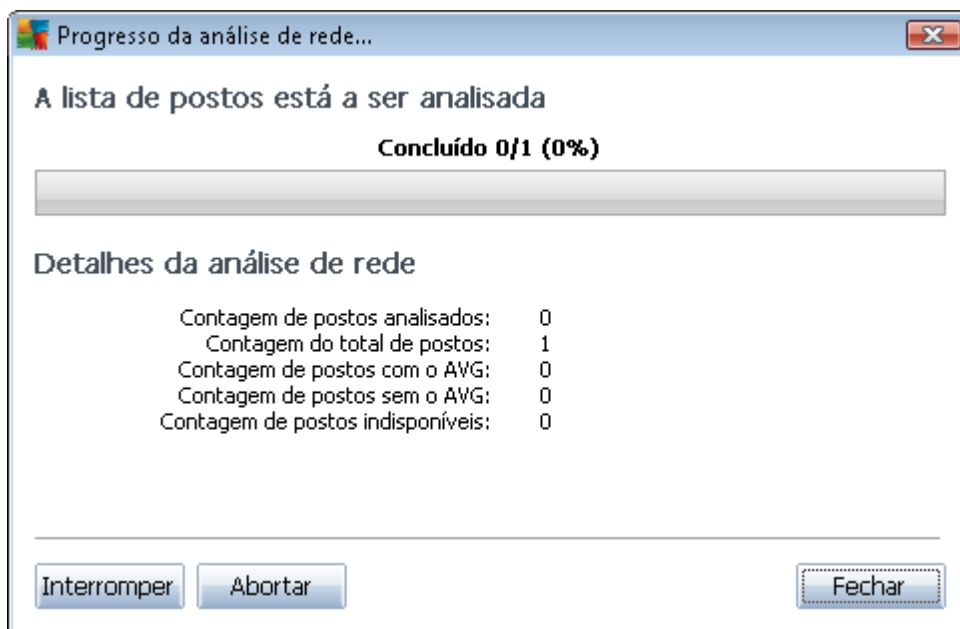 Progresso da análise de rede...
A lista de postos está a ser analisada
Concluído 0/1 (0%)
Detalhes da análise de rede
Contagem de postos analisados: 0
Contagem do total de postos: 1
Contagem de postos com o AVG: 0
Contagem de postos sem o AVG: 0
Contagem de postos indisponíveis: 0
Interromper Abortar Fechar